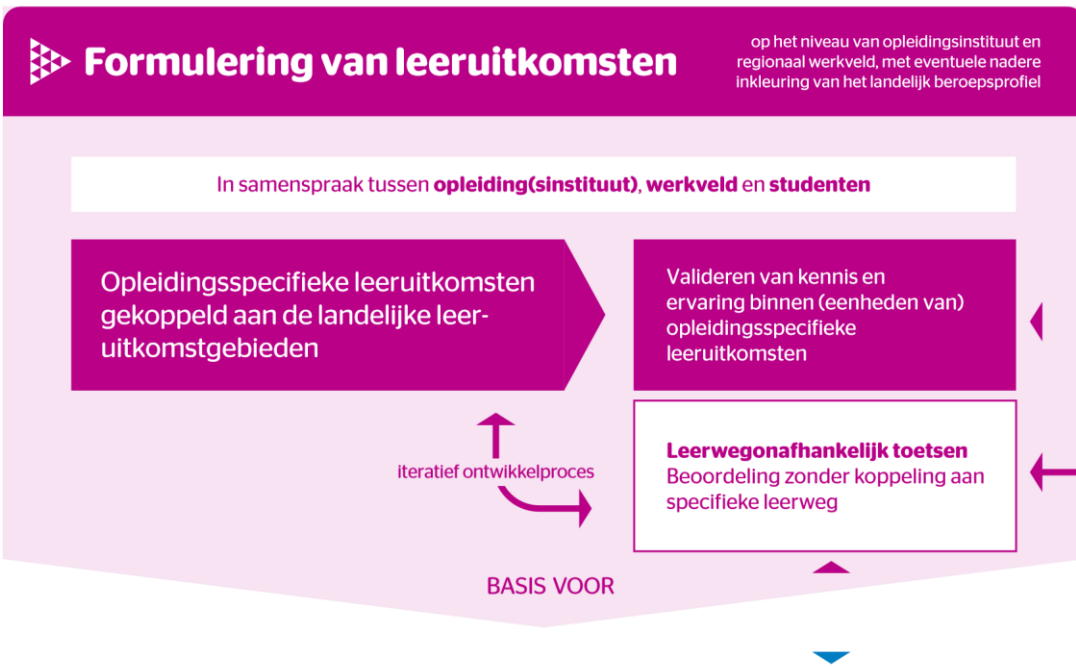 Formulering van leeruitkomsten
op het niveau van opleidingsinstituut en
regionaal werkveld, met eventuele nadere
inkleuring van het landelijk beroepsprofiel
In samenspraak tussen opleiding(sinstituut), werkveld en studenten
Opleidingsspecifieke leeruitkomsten
gekoppeld aan de landelijke leer-
uitkomstgebieden
Valideren van kennis en
ervaring binnen (eenheden van)
opleidingsspecifieke
leeruitkomsten
iteratief ontwikkelproces
Leerwegonafhankelijk toetsen
Beoordeling zonder koppeling aan
specifieke leerweg
BASIS VOOR